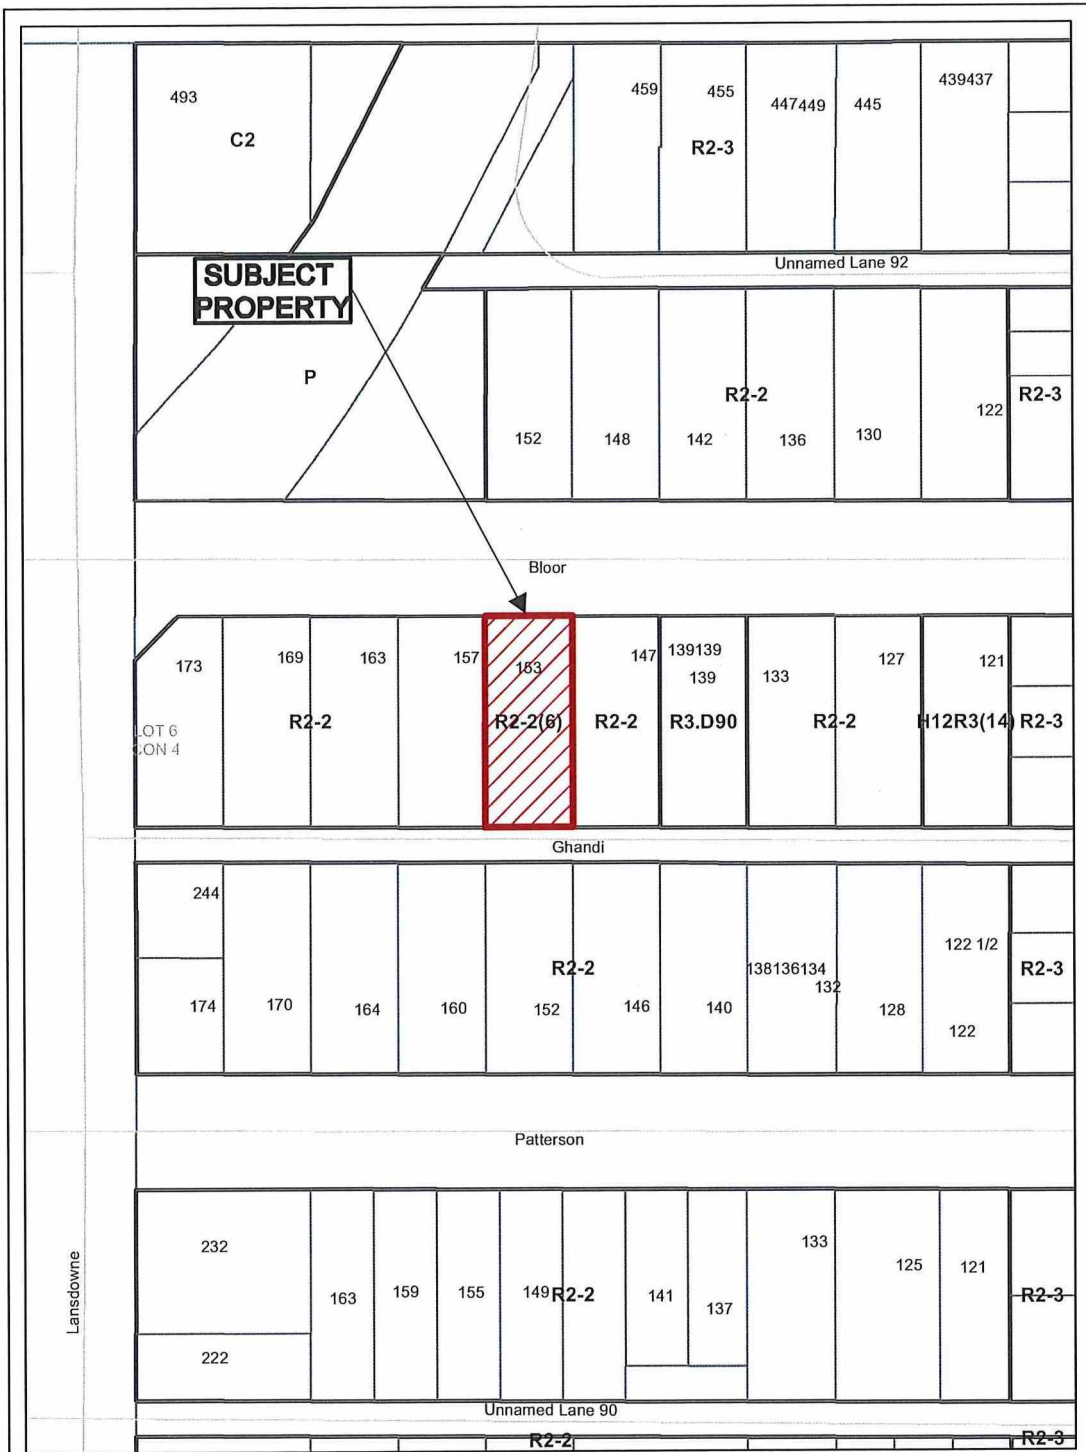 493
C2
459
455
447449
445
439437
R2-3
Unnamed Lane 92
SUBJECT
PROPERTY
P
R2-2
R2-3
152
148
142
136
130
122
Bloor
173
169
163
157
153
147
139139
139
133
127
121
LOT 6
CON 4
R2-2
R2-2(6)
R2-2
R3.D90
R2-2
H12R3(14)
R2-3
Ghandi
244
174
170
164
160
R2-2
152
146
140
138136134
132
128
122 1/2
122
R2-3
Patterson
Lansdowne
232
222
163
159
155
149
R2-2
141
137
133
125
121
R2-3
Unnamed Lane 90
R2-2
R2-3